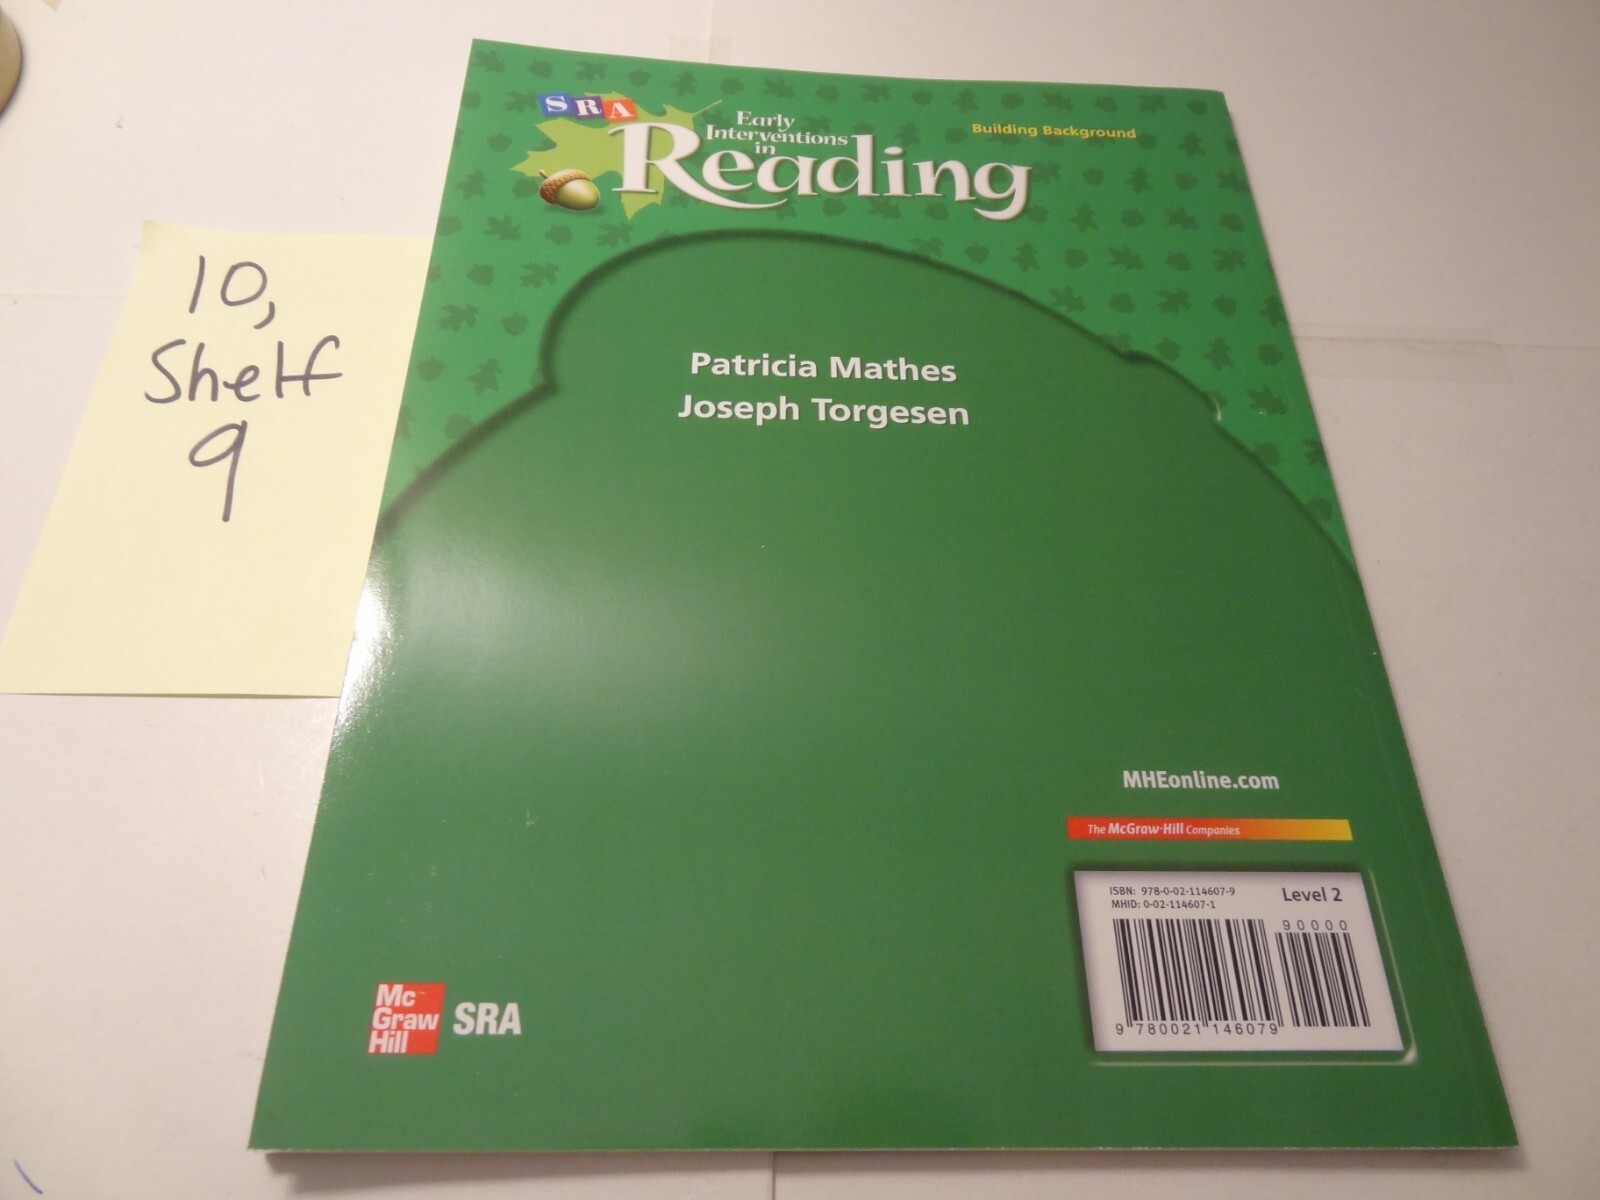 10,
Shelf
9
SRA
Early
Interventions
in
Reading
Building Background
Patricia Mathes
Joseph Torgesen
MHEonline.com
The McGraw-Hill Companies
ISBN: 978-0-02-114607-9
MHID: 0-02-114607-1
Level 2
90000
9 780021 146079
Mc
Graw
Hill
SRA